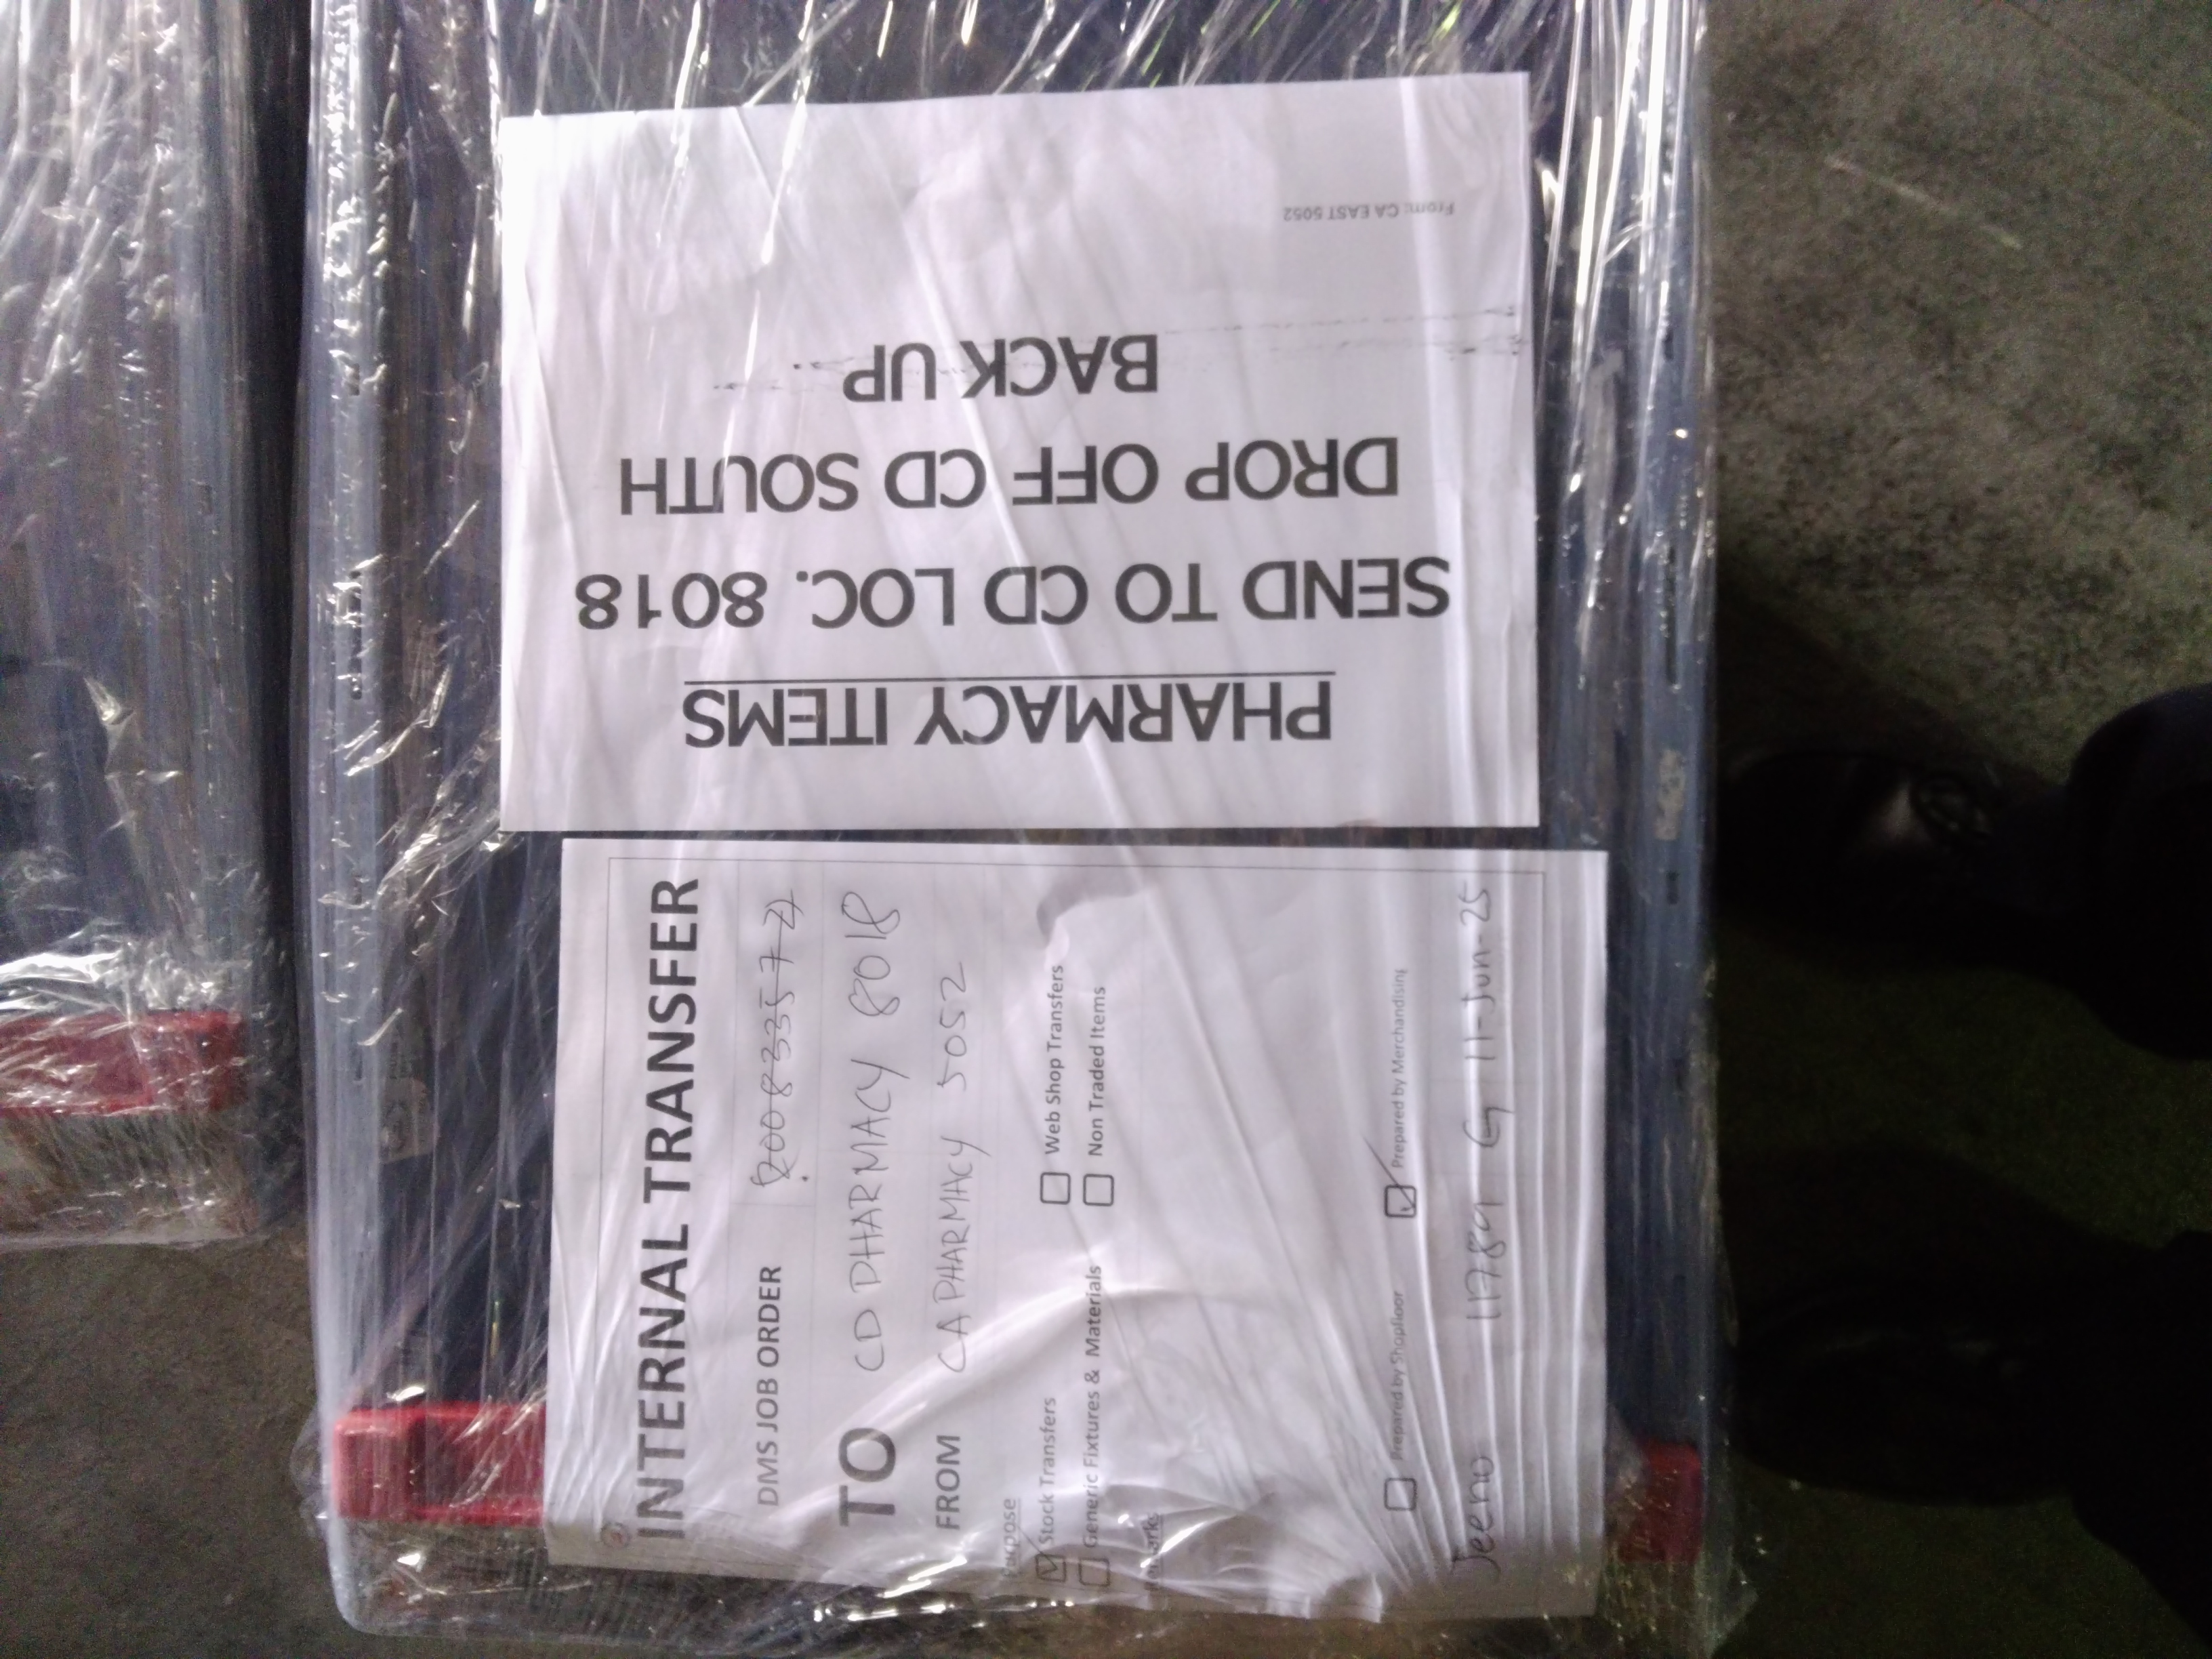 PHARMACY ITEMS
SEND TO CD LOC. 8018
DROP OFF CD SOUTH
BACK UP
From: CA EAST 5052
INTERNAL TRANSFER
DMS JOB ORDER
TO CD PHARMACY 8018
FROM CA PHARMACY 5052
Purpose
Stock Transfers Web Shop Transfers
Generic Fixtures & Materials Non Traded Items
Remarks
Prepared by Shopfloor Prepared by Merchandising
Jeeno 11-Jun-25